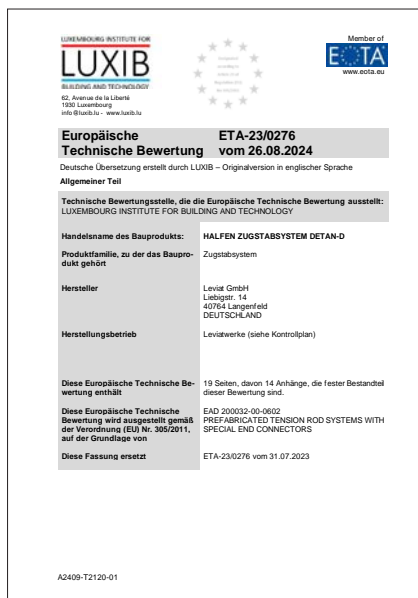 LUXEMBOURG INSTITUTE FOR
LUXIB
BUILDING AND TECHNOLOGY
62, Avenue de la Liberté
1930 Luxembourg
info@luxib.lu - www.luxib.lu
Member of
EOTA
www.eota.eu
Europäische
Technische Bewertung
ETA-23/0276
vom 26.08.2024
Deutsche Übersetzung erstellt durch LUXIB – Originalversion in englischer Sprache
Allgemeiner Teil
Technische Bewertungsstelle, die die Europäische Technische Bewertung ausstellt:
LUXEMBOURG INSTITUTE FOR BUILDING AND TECHNOLOGY
Handelsname des Bauprodukts:
HALFEN ZUGSTABSYSTEM DETAN-D
Produktfamilie, zu der das Baupro-
dukt gehört
Zugstabsystem
Hersteller
Leviat GmbH
Liebigstr. 14
40764 Langenfeld
DEUTSCHLAND
Herstellungsbetrieb
Leviatwerke (siehe Kontrollplan)
Diese Europäische Technische Be-
wertung enthält
19 Seiten, davon 14 Anhänge, die fester Bestandteil
dieser Bewertung sind.
Diese Europäische Technische
Bewertung wird ausgestellt gemäß
der Verordnung (EU) Nr. 305/2011,
auf der Grundlage von
EAD 200032-00-0602
PREFABRICATED TENSION ROD SYSTEMS WITH
SPECIAL END CONNECTORS
Diese Fassung ersetzt
ETA-23/0276 vom 31.07.2023
A2409-T2120-01